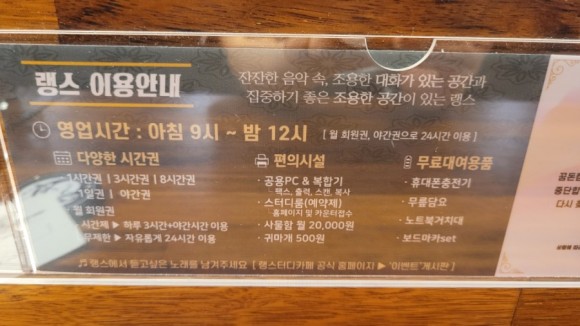 랭스 이용안내
잔잔한 음악 속, 조용한 대화가 있는 공간과
집중하기 좋은 조용한 공간이 있는 랭스
영업시간 : 아침 9시 ~ 밤 12시 [ 월 회원권, 야간권으로 24시간 이용 ]
다양한 시간권
1시간권 | 3시간권 | 8시간권
1일권 | 야간권
월 회원권
시간제 ▶ 하루 3시간+야간시간 이용
무제한 ▶ 자유롭게 24시간 이용
편의시설
· 공용PC & 복합기
- 팩스, 출력, 스캔, 복사
· 스터디룸(예약제)
- 홈페이지 및 카운터접수
· 사물함 월 20,000원
· 귀마개 500원
무료대여용품
· 휴대폰충전기
· 무릎담요
· 노트북거치대
· 보드마카set
♬ 랭스에서 듣고싶은 노래를 남겨주세요 [ 랭스터디카페 공식 홈페이지 ▶ '이벤트' 게시판 ]
중단할
다시